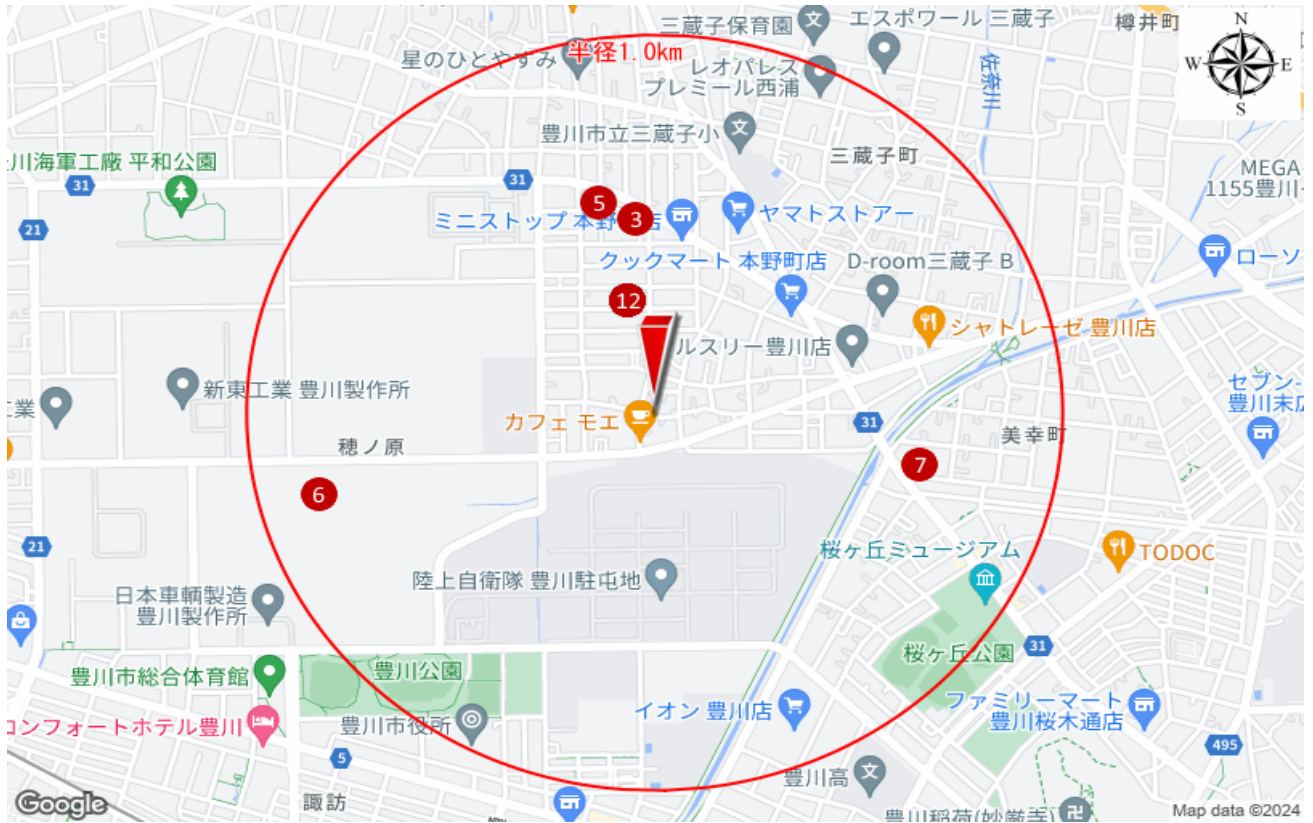 三蔵子保育園
エスポワール 三蔵子
樽井町
N
W
E
S
半径1.0km
星のひとやすみ
レオパレス
プレミール西浦
佐奈川
豊川市立三蔵子小
三蔵子町
川海軍工廠 平和公園
MEGA
1155豊川
31
31
21
5
3
ミニストップ 本野
店
ヤマトストアー
クックマート 本野町店
D-room三蔵子 B
ローソ
12
シャトレーゼ 豊川店
ルスリー豊川店
新東工業 豊川製作所
工業
セブン-
豊川末広
カフェ モエ
31
美幸町
穂ノ原
6
7
21
桜ヶ丘ミュージアム
TODOC
陸上自衛隊 豊川駐屯地
日本車輌製造
豊川製作所
桜ケ丘公園
31
豊川市総合体育館
豊川公園
イオン 豊川店
ファミリーマート
豊川桜木通店
コンフォートホテル豊川
豊川市役所
495
5
豊川高
諏訪
豊川稲荷(妙厳寺)
Google
Map data ©2024